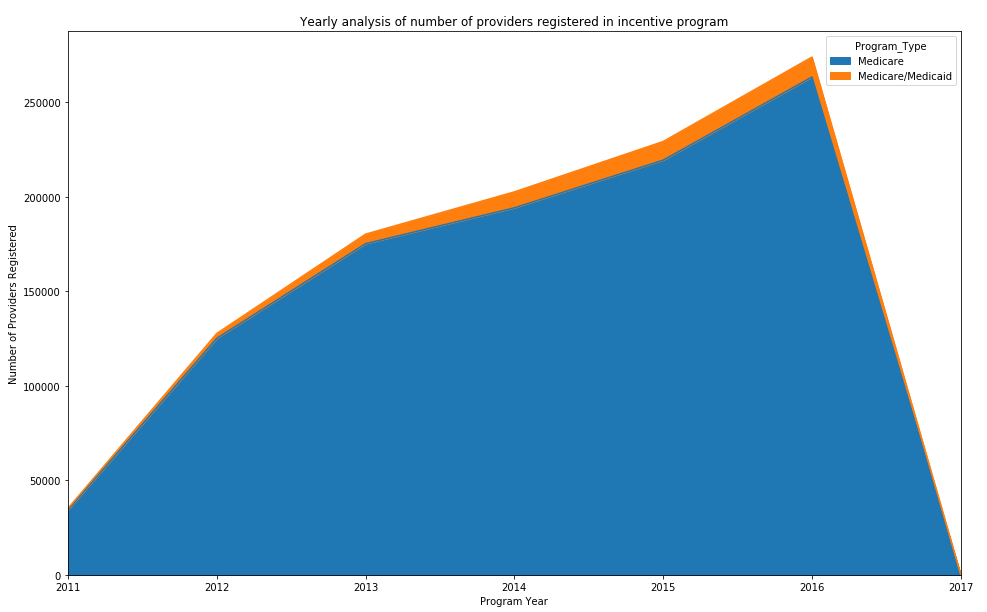 Yearly analysis of number of providers registered in incentive program
Program_Type
Medicare
Medicare/Medicaid
Number of Providers Registered
250000
200000
150000
100000
50000
0
2011 2012 2013 2014 2015 2016 2017
Program Year